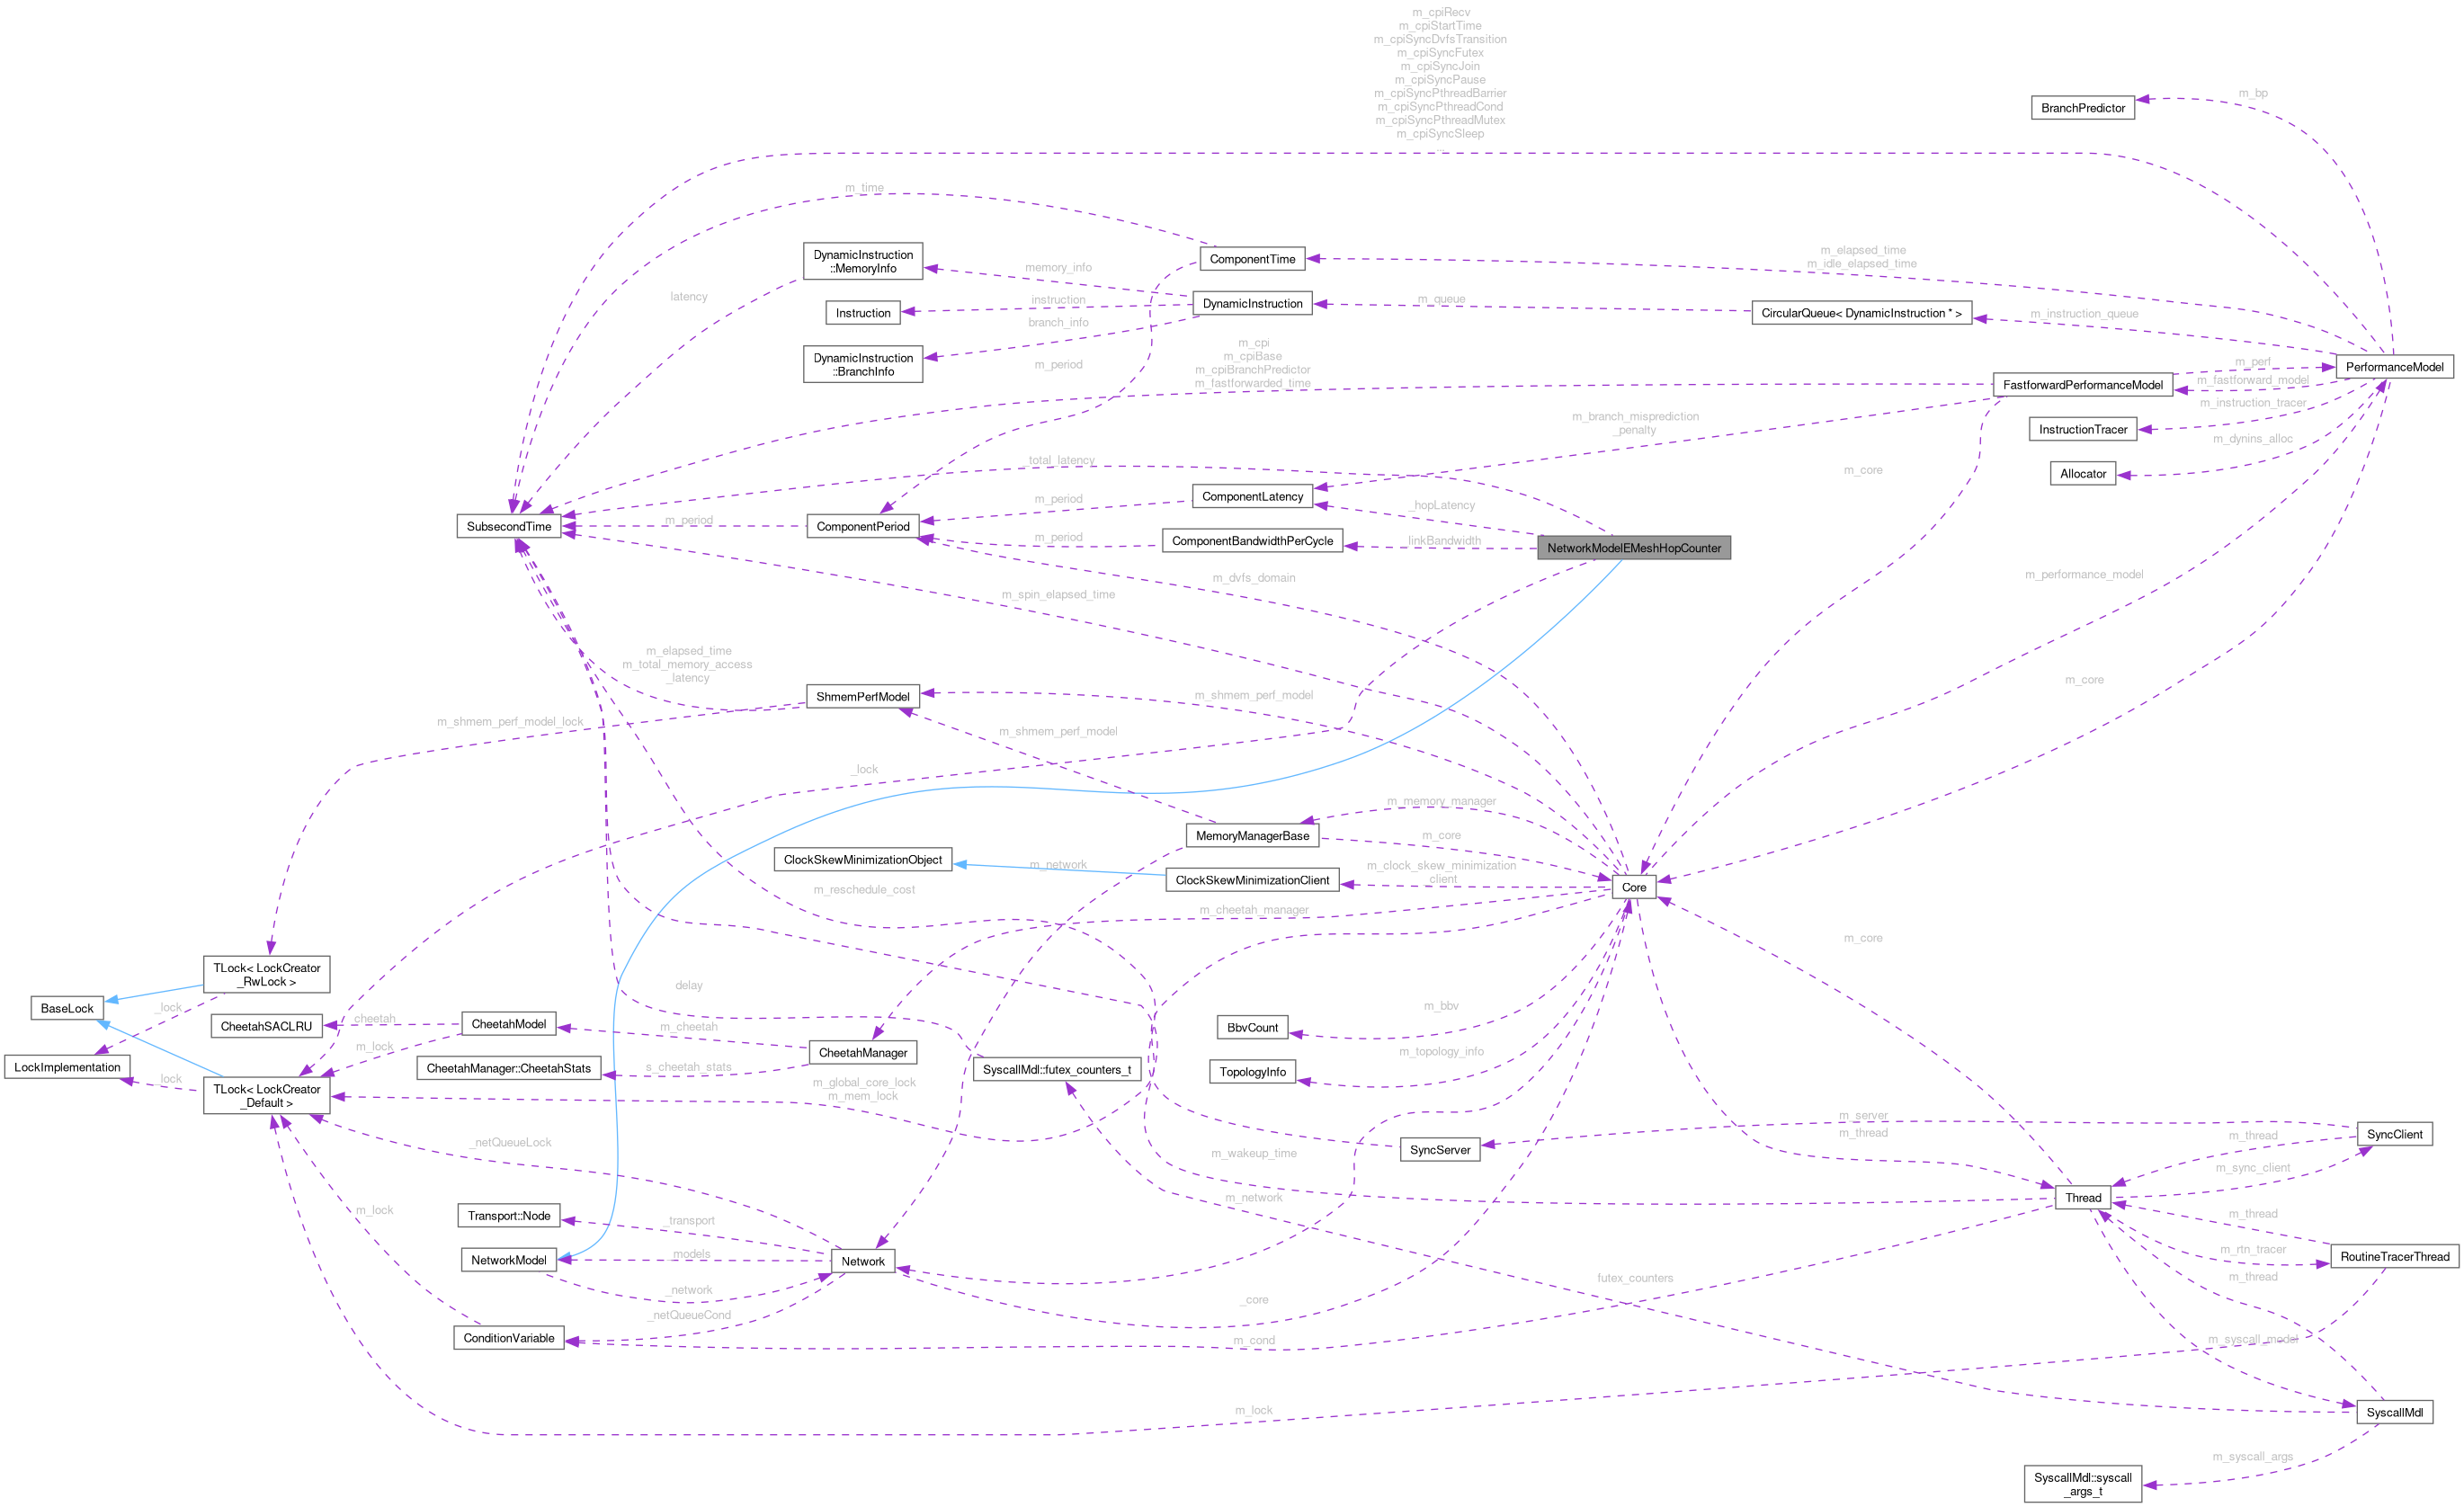 m_cpiRecv
m_cpiStartTime
m_cpiSyncDvfsTransition
m_cpiSyncFutex
m_cpiSyncJoin
m_cpiSyncPause
m_cpiSyncPthreadBarrier
m_cpiSyncPthreadCond
m_cpiSyncPthreadMutex
m_cpiSyncSleep
...
m_bp
BranchPredictor
m_time
DynamicInstruction
::MemoryInfo
memory_info
ComponentTime
m_elapsed_time
m_idle_elapsed_time
latency
Instruction
instruction
DynamicInstruction
m_queue
CircularQueue< DynamicInstruction * >
m_instruction_queue
branch_info
DynamicInstruction
::BranchInfo
m_period
m_cpi
m_cpiBase
m_cpiBranchPredictor
m_fastforwarded_time
FastforwardPerformanceModel
m_perf
m_fastforward_model
PerformanceModel
m_instruction_tracer
InstructionTracer
m_branch_misprediction
_penalty
m_dynins_alloc
Allocator
m_core
total_latency
ComponentLatency
m_period
_hopLatency
SubsecondTime
m_period
ComponentPeriod
m_period
ComponentBandwidthPerCycle
linkBandwidth
NetworkModelEMeshHopCounter
m_dvfs_domain
m_spin_elapsed_time
m_performance_model
m_elapsed_time
m_total_memory_access
_latency
ShmemPerfModel
m_shmem_perf_model
m_core
m_shmem_perf_model_lock
m_shmem_perf_model
_lock
m_memory_manager
MemoryManagerBase
m_core
ClockSkewMinimizationObject
m_network
ClockSkewMinimizationClient
m_clock_skew_minimization
client
Core
m_reschedule_cost
m_cheetah_manager
m_core
TLock< LockCreator
_RwLock >
BaseLock
_lock
delay
CheetahSACLRU
cheetah
CheetahModel
m_cheetah
CheetahManager
m_bbv
BbvCount
m_lock
LockImplementation
lock
TLock< LockCreator
_Default >
CheetahManager::CheetahStats
s_cheetah_stats
SyscallMdl::futex_counters_t
TopologyInfo
m_topology_info
m_global_core_lock
m_mem_lock
_netQueueLock
m_wakeup_time
SyncServer
m_server
m_thread
SyncClient
m_thread
m_sync_client
m_network
Thread
m_lock
Transport::Node
_transport
m_thread
NetworkModel
models
Network
m_rtn_tracer
RoutineTracerThread
_network
futex_counters
m_thread
_core
_netQueueCond
ConditionVariable
m_cond
m_syscall_model
m_lock
SyscallMdl
m_syscall_args
SyscallMdl::syscall
_args_t